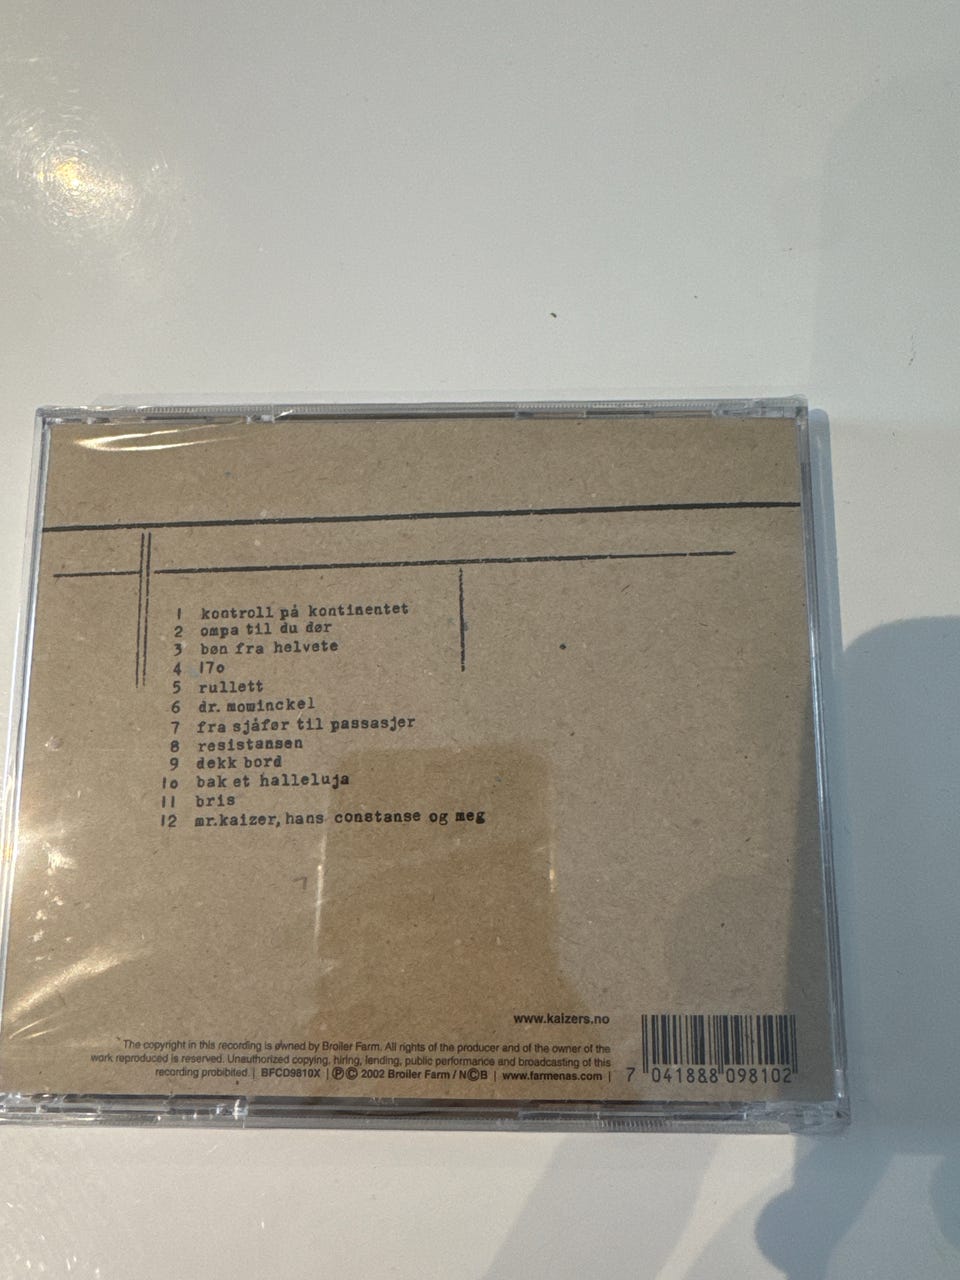 1 kontroll på kontinentet
2 ompa til du dør
3 bøn fra helvete
4 170
5 rullett
6 dr. mowinckel
7 fra sjåfør til passasjer
8 resistansen
9 dekk bord
10 bak et halleluja
11 bris
12 mr.kaizer, hans constanse og meg
www.kaizers.no
The copyright in this recording is owned by Broiler Farm. All rights of the producer and of the owner of the
work reproduced is reserved. Unauthorized copying, hiring, lending, public performance and broadcasting of this
recording probibited. | BFCD9810X | ℗© 2002 Broiler Farm / N©B | www.farmenas.com |
7 041888 098102